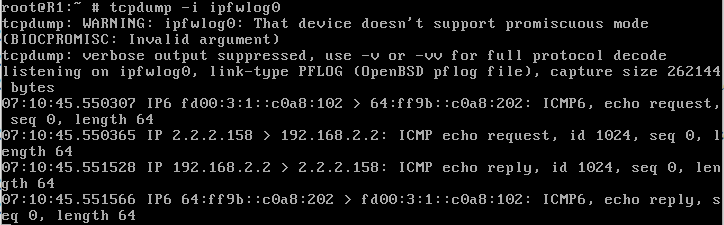 root@R1:~ # tcpdump -i ipfwlog0
tcpdump: WARNING: ipfwlog0: That device doesn't support promiscuous mode
(BIOCPROMISC: Invalid argument)
tcpdump: verbose output suppressed, use -v or -vv for full protocol decode
listening on ipfwlog0, link-type PFLOG (OpenBSD pflog file), capture size 262144
 bytes
07:10:45.550307 IP6 fd00:3:1::c0a8:102 > 64:ff9b::c0a8:202: ICMP6, echo request,
 seq 0, length 64
07:10:45.550365 IP 2.2.2.158 > 192.168.2.2: ICMP echo request, id 1024, seq 0, l
ength 64
07:10:45.551528 IP 192.168.2.2 > 2.2.2.158: ICMP echo reply, id 1024, seq 0, len
gth 64
07:10:45.551566 IP6 64:ff9b::c0a8:202 > fd00:3:1::c0a8:102: ICMP6, echo reply, s
eq 0, length 64